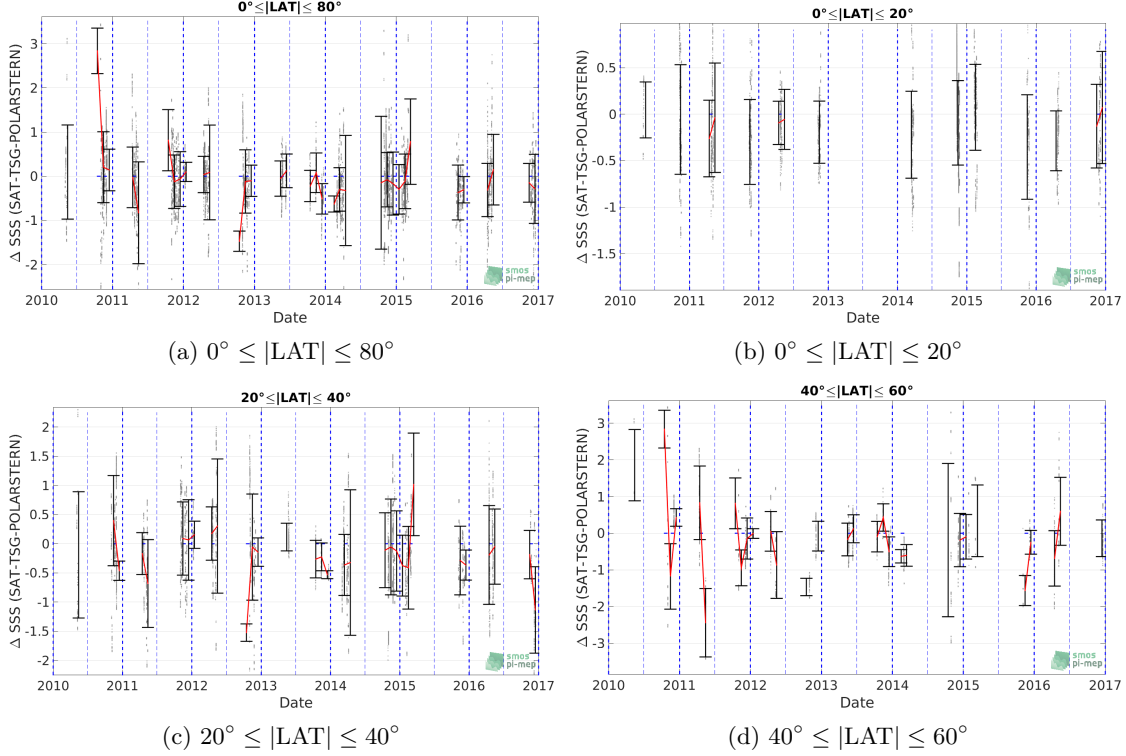 0°≤|LAT|≤ 80°
Δ SSS (SAT-TSG-POLARSTERN)
3
2
1
0
-1
-2
2010 2011 2012 2013 2014 2015 2016 2017
Date
smos
pi-mep
(a) 0° ≤ |LAT| ≤ 80°
0°≤|LAT|≤ 20°
Δ SSS (SAT-TSG-POLARSTERN)
0.5
0
-0.5
-1
-1.5
2010 2011 2012 2013 2014 2015 2016 2017
Date
smos
pi-mep
(b) 0° ≤ |LAT| ≤ 20°
20°≤|LAT|≤ 40°
Δ SSS (SAT-TSG-POLARSTERN)
2
1.5
1
0.5
0
-0.5
-1
-1.5
-2
2010 2011 2012 2013 2014 2015 2016 2017
Date
smos
pi-mep
(c) 20° ≤ |LAT| ≤ 40°
40°≤|LAT|≤ 60°
Δ SSS (SAT-TSG-POLARSTERN)
3
2
1
0
-1
-2
-3
2010 2011 2012 2013 2014 2015 2016 2017
Date
smos
pi-mep
(d) 40° ≤ |LAT| ≤ 60°